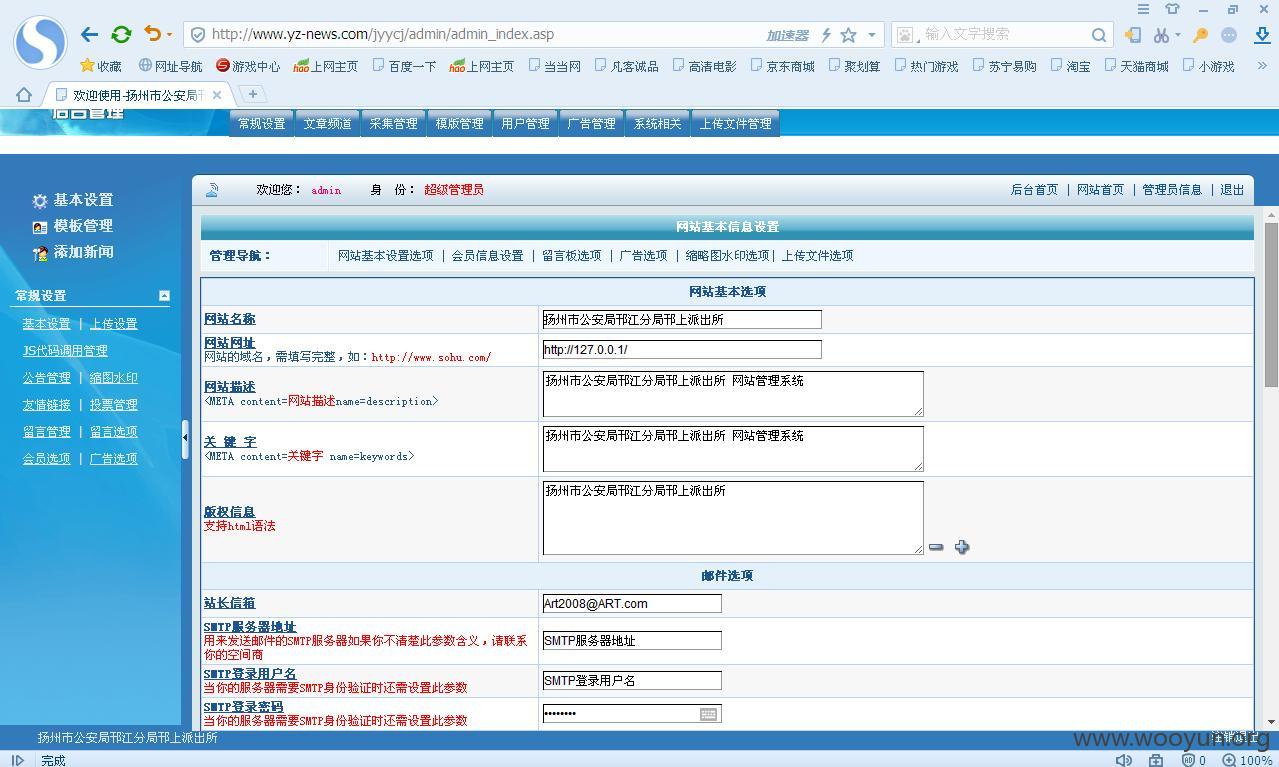 http://www.yz-news.com/jyycj/admin/admin_index.asp
加速器
输入文字搜索
收藏 网址导航 游戏中心 上网主页 百度一下 上网主页 当当网 凡客诚品 高清电影 京东商城 聚划算 热门游戏 苏宁易购 淘宝 天猫商城 小游戏
欢迎使用-扬州市公安局
后台管理
常规设置 文章频道 采集管理 模版管理 用户管理 广告管理 系统相关 上传文件管理
基本设置
模板管理
添加新闻
常规设置
基本设置 | 上传设置
JS代码调用管理
公告管理 | 缩图水印
友情链接 | 投票管理
留言管理 | 留言选项
会员选项 | 广告选项
欢迎您: admin 身 份: 超级管理员
后台首页 | 网站首页 | 管理员信息 | 退出
网站基本信息设置
管理导航: 网站基本设置选项 | 会员信息设置 | 留言板选项 | 广告选项 | 缩略图水印选项| 上传文件选项
网站基本选项
网站名称 扬州市公安局邗江分局邗上派出所
网站网址
网站的域名,需填写完整,如:http://www.sohu.com/
http://127.0.0.1/
网站描述
<META content=网站描述name=description>
扬州市公安局邗江分局邗上派出所 网站管理系统
关 键 字
<META content=关键字 name=keywords>
扬州市公安局邗江分局邗上派出所 网站管理系统
版权信息
支持html语法
扬州市公安局邗江分局邗上派出所
邮件选项
站长信箱 Art2008@ART.com
SMTP服务器地址
用来发送邮件的SMTP服务器如果你不清楚此参数含义,请联系
你的空间商
SMTP服务器地址
SMTP登录用户名
当你的服务器需要SMTP身份验证时还需设置此参数
SMTP登录用户名
SMTP登录密码
当你的服务器需要SMTP身份验证时还需设置此参数
••••••••
扬州市公安局邗江分局邗上派出所
www.wooyun.org
完成
0
100%